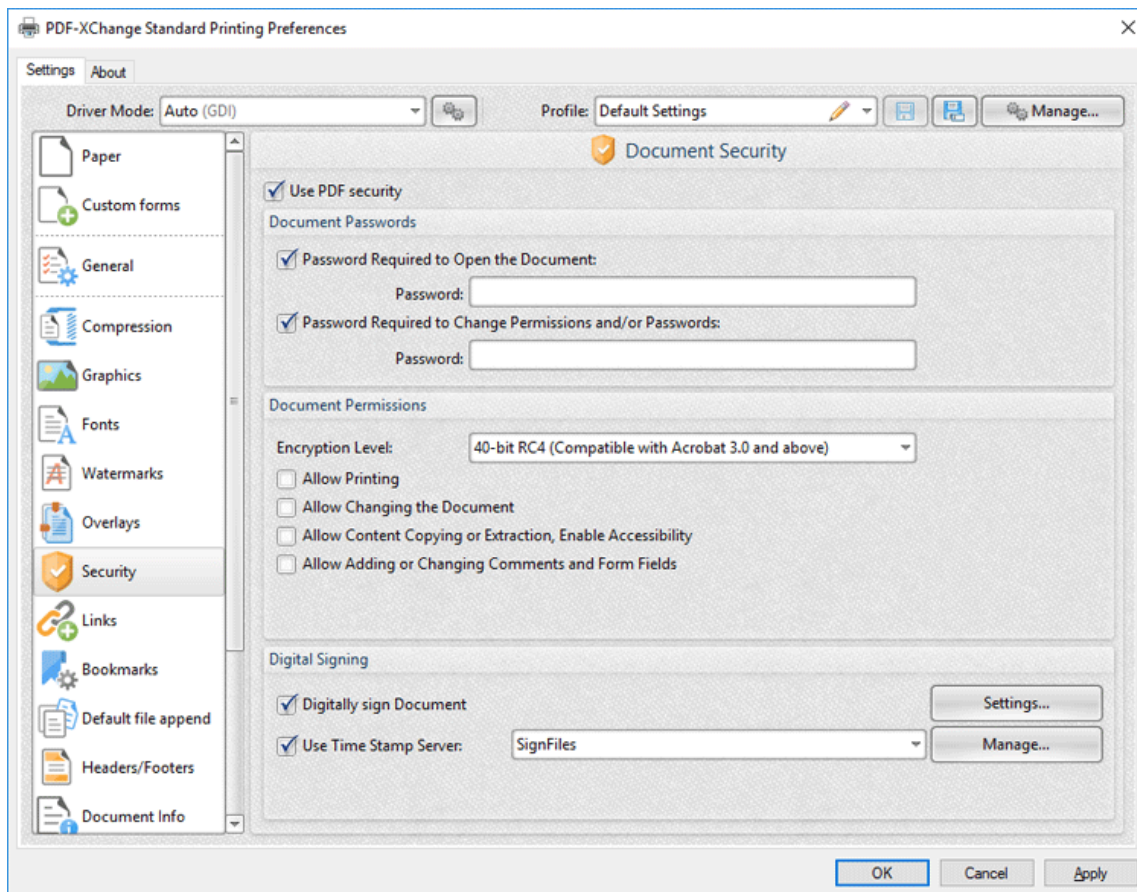 PDF-XChange Standard Printing Preferences
Settings About
Driver Mode: Auto (GDI) Profile: Default Settings Manage...
Paper
Custom forms
General
Compression
Graphics
Fonts
Watermarks
Overlays
Security
Links
Bookmarks
Default file append
Headers/Footers
Document Info
Document Security
Use PDF security
Document Passwords
Password Required to Open the Document:
Password:
Password Required to Change Permissions and/or Passwords:
Password:
Document Permissions
Encryption Level: 40-bit RC4 (Compatible with Acrobat 3.0 and above)
Allow Printing
Allow Changing the Document
Allow Content Copying or Extraction, Enable Accessibility
Allow Adding or Changing Comments and Form Fields
Digital Signing
Digitally sign Document Settings...
Use Time Stamp Server: SignFiles Manage...
OK Cancel Apply